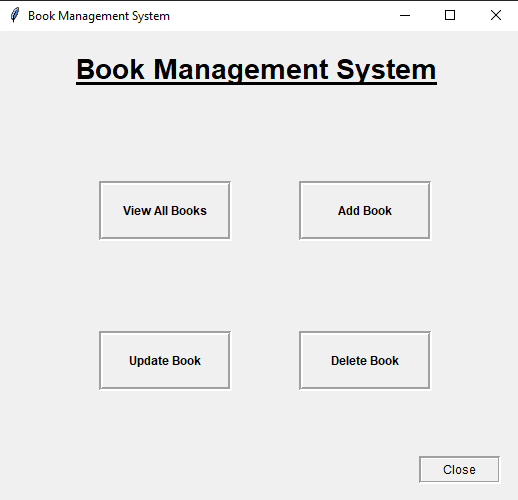 Book Management System
Book Management System
View All Books
Add Book
Update Book
Delete Book
Close